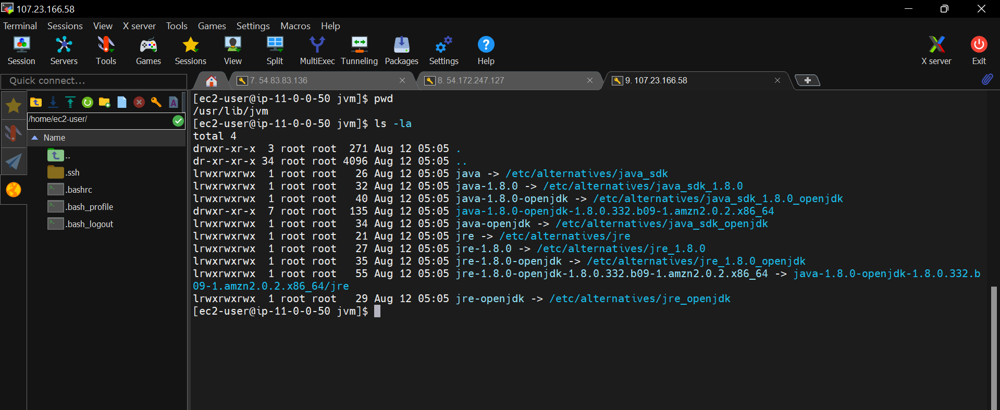 107.23.166.58
Terminal Sessions View X server Tools Games Settings Macros Help
Session Servers Tools Games Sessions View Split MultiExec Tunneling Packages Settings Help X server Exit
Quick connect...
7. 54.83.83.136
8. 54.172.247.127
9. 107.23.166.58
/home/ec2-user/
Name
..
.ssh
.bashrc
.bash_profile
.bash_logout
[ec2-user@ip-11-0-0-50 jvm]$ pwd
/usr/lib/jvm
[ec2-user@ip-11-0-0-50 jvm]$ ls -la
total 4
drwxr-xr-x  3 root root  271 Aug 12 05:05 .
dr-xr-xr-x 34 root root 4096 Aug 12 05:05 ..
lrwxrwxrwx  1 root root   26 Aug 12 05:05 java -> /etc/alternatives/java_sdk
lrwxrwxrwx  1 root root   32 Aug 12 05:05 java-1.8.0 -> /etc/alternatives/java_sdk_1.8.0
lrwxrwxrwx  1 root root   40 Aug 12 05:05 java-1.8.0-openjdk -> /etc/alternatives/java_sdk_1.8.0_openjdk
drwxr-xr-x  7 root root  135 Aug 12 05:05 java-1.8.0-openjdk-1.8.0.332.b09-1.amzn2.0.2.x86_64
lrwxrwxrwx  1 root root   34 Aug 12 05:05 java-openjdk -> /etc/alternatives/java_sdk_openjdk
lrwxrwxrwx  1 root root   21 Aug 12 05:05 jre -> /etc/alternatives/jre
lrwxrwxrwx  1 root root   27 Aug 12 05:05 jre-1.8.0 -> /etc/alternatives/jre_1.8.0
lrwxrwxrwx  1 root root   35 Aug 12 05:05 jre-1.8.0-openjdk -> /etc/alternatives/jre_1.8.0_openjdk
lrwxrwxrwx  1 root root   55 Aug 12 05:05 jre-1.8.0-openjdk-1.8.0.332.b09-1.amzn2.0.2.x86_64 -> java-1.8.0-openjdk-1.8.0.332.b
09-1.amzn2.0.2.x86_64/jre
lrwxrwxrwx  1 root root   29 Aug 12 05:05 jre-openjdk -> /etc/alternatives/jre_openjdk
[ec2-user@ip-11-0-0-50 jvm]$